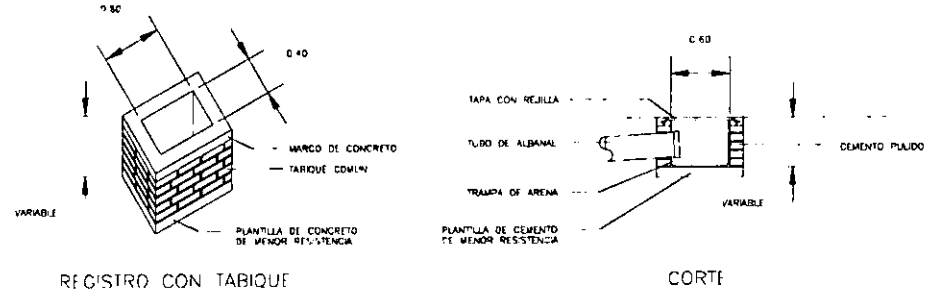 0.60
0.40
MARCO DE CONCRETO
TABIQUE COMUN
VARIABLE
PLANTILLA DE CONCRETO
DE MENOR RESISTENCIA
REGISTRO CON TABIQUE
0.60
TAPA CON REJILLA
TUBO DE ALBANAL
CEMENTO PULIDO
TRAMPA DE ARENA
VARIABLE
PLANTILLA DE CEMENTO
DE MENOR RESISTENCIA
CORTE